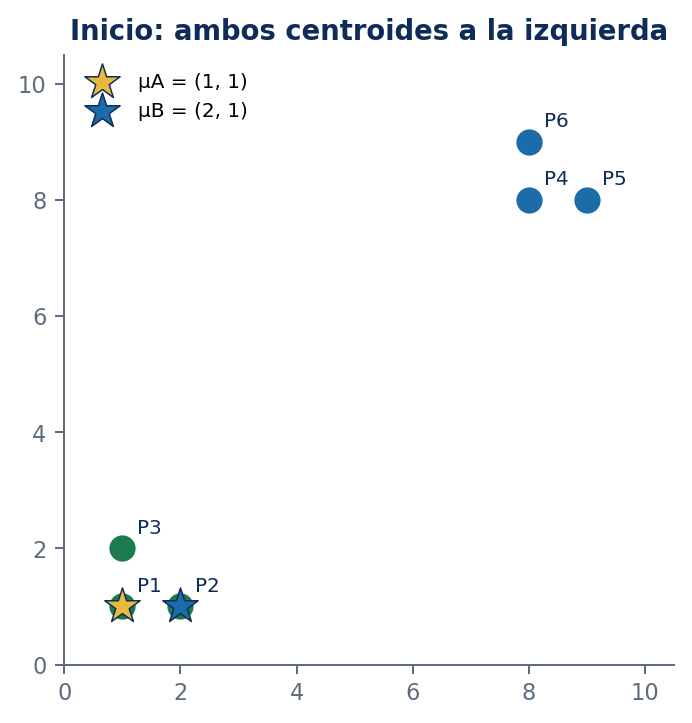 Inicio: ambos centroides a la izquierda
μA = (1, 1)
μB = (2, 1)
10
8
6
4
2
0
P6
P4
P5
P3
P1
P2
0
2
4
6
8
10